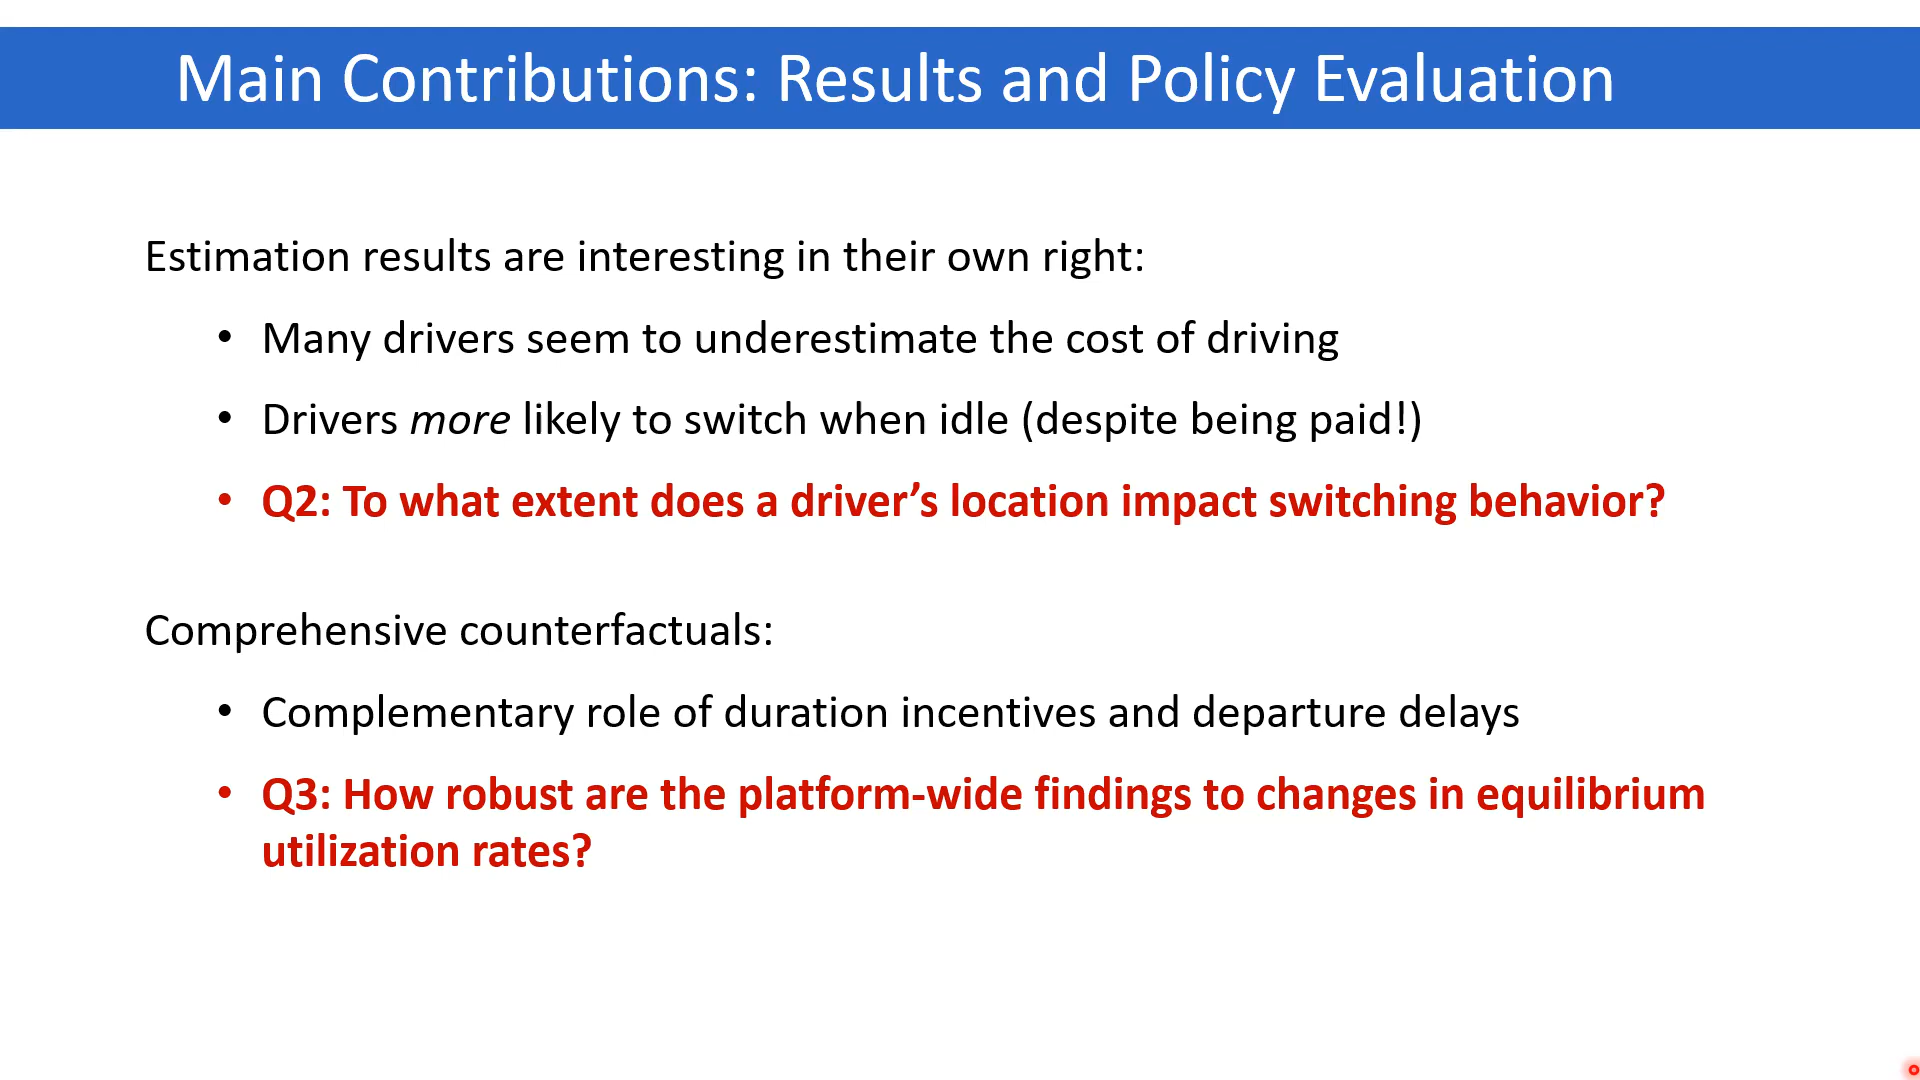 Main Contributions: Results and Policy Evaluation
Estimation results are interesting in their own right:
• Many drivers seem to underestimate the cost of driving
• Drivers more likely to switch when idle (despite being paid!)
• Q2: To what extent does a driver’s location impact switching behavior?
Comprehensive counterfactuals:
• Complementary role of duration incentives and departure delays
• Q3: How robust are the platform-wide findings to changes in equilibrium
utilization rates?